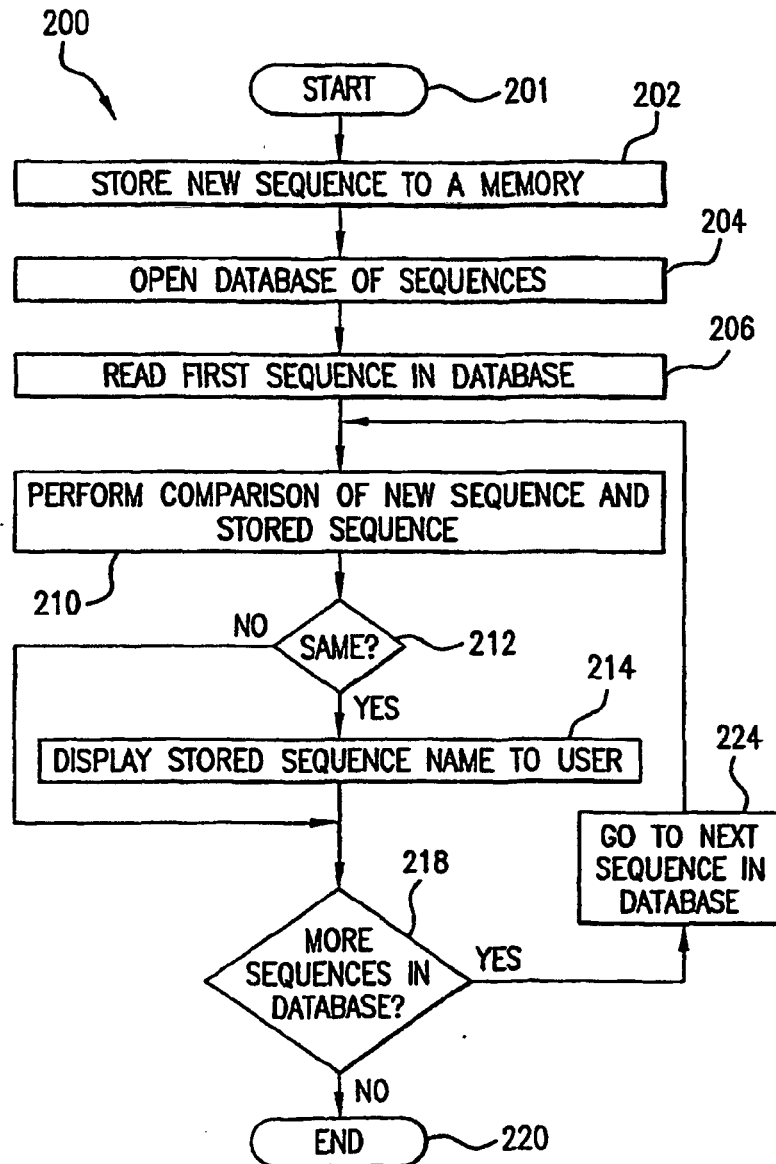 200
START
201
202
STORE NEW SEQUENCE TO A MEMORY
204
OPEN DATABASE OF SEQUENCES
206
READ FIRST SEQUENCE IN DATABASE
PERFORM COMPARISON OF NEW SEQUENCE AND
STORED SEQUENCE
210
NO
SAME?
212
YES
214
DISPLAY STORED SEQUENCE NAME TO USER
224
GO TO NEXT
SEQUENCE IN
DATABASE
218
MORE
SEQUENCES IN
DATABASE?
YES
NO
END
220